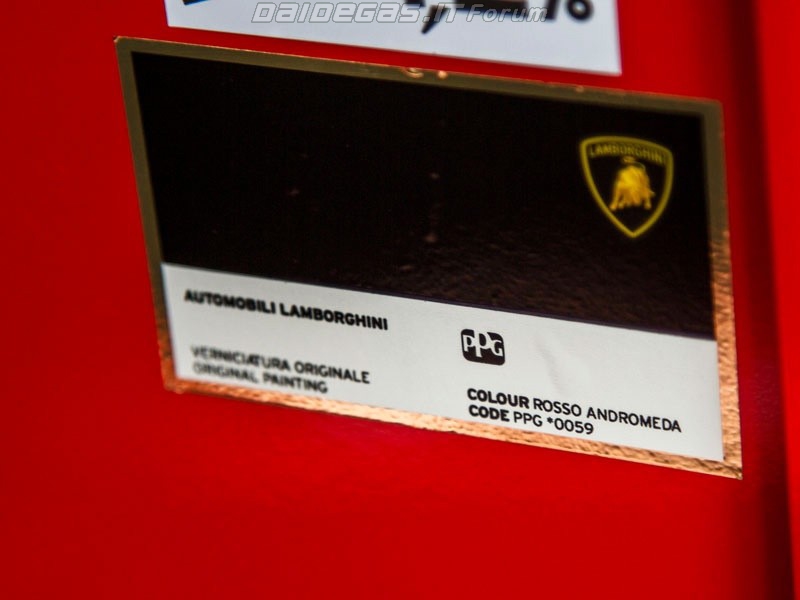 DAIDEGAS.IT Forum
LAMBORGHINI
AUTOMOBILI LAMBORGHINI
PPG
VERNICIATURA ORIGINALE
ORIGINAL PAINTING
COLOUR ROSSO ANDROMEDA
CODE PPG *0059